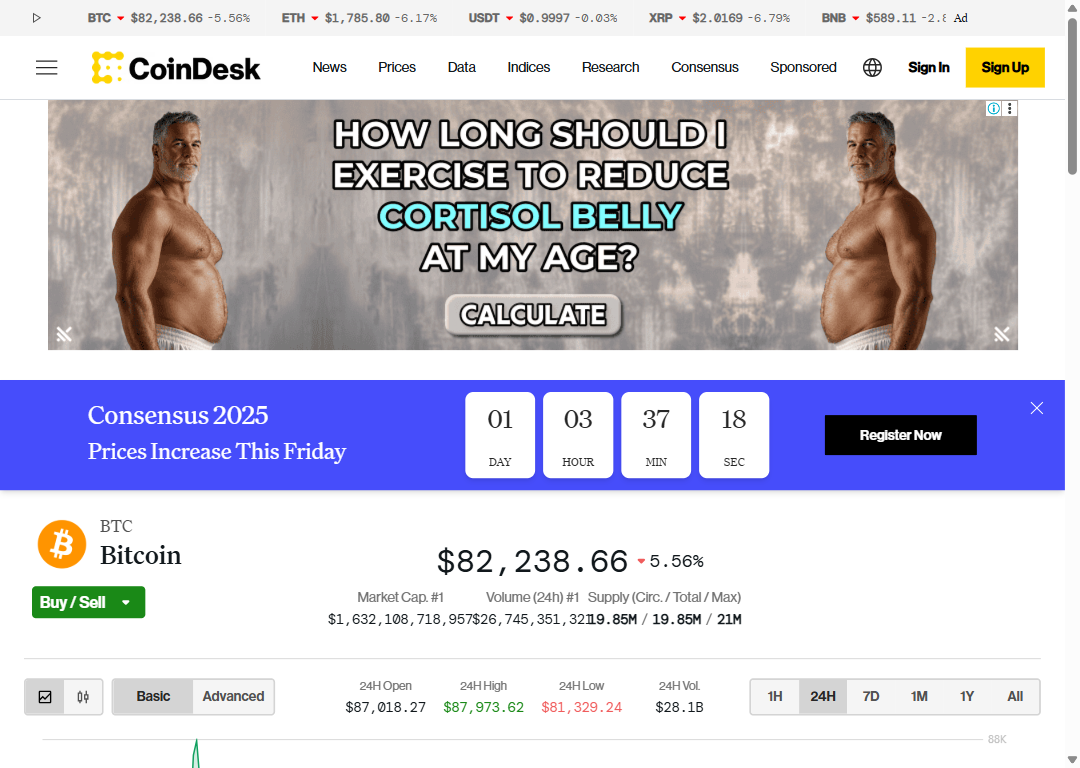 BTC $82,238.66 -5.56% ETH $1,785.80 -6.17% USDT $0.9997 -0.03% XRP $2.0169 -6.79% BNB $589.11 Ad
CoinDesk News Prices Data Indices Research Consensus Sponsored Sign In Sign Up
HOW LONG SHOULD I
EXERCISE TO REDUCE
CORTISOL BELLY
AT MY AGE?
CALCULATE
Consensus 2025
Prices Increase This Friday
01 03 37 18
DAY HOUR MIN SEC
Register Now
BTC
Bitcoin
$82,238.66 5.56%
Buy / Sell
Market Cap. #1 Volume (24h) #1 Supply (Circ. / Total / Max)
$1,632,108,718,957 $26,745,351,321 19.85M / 19.85M / 21M
Basic Advanced
24H Open 24H High 24H Low 24H Vol.
$87,018.27 $87,973.62 $81,329.24 $28.1B
1H 24H 7D 1M 1Y All
88K